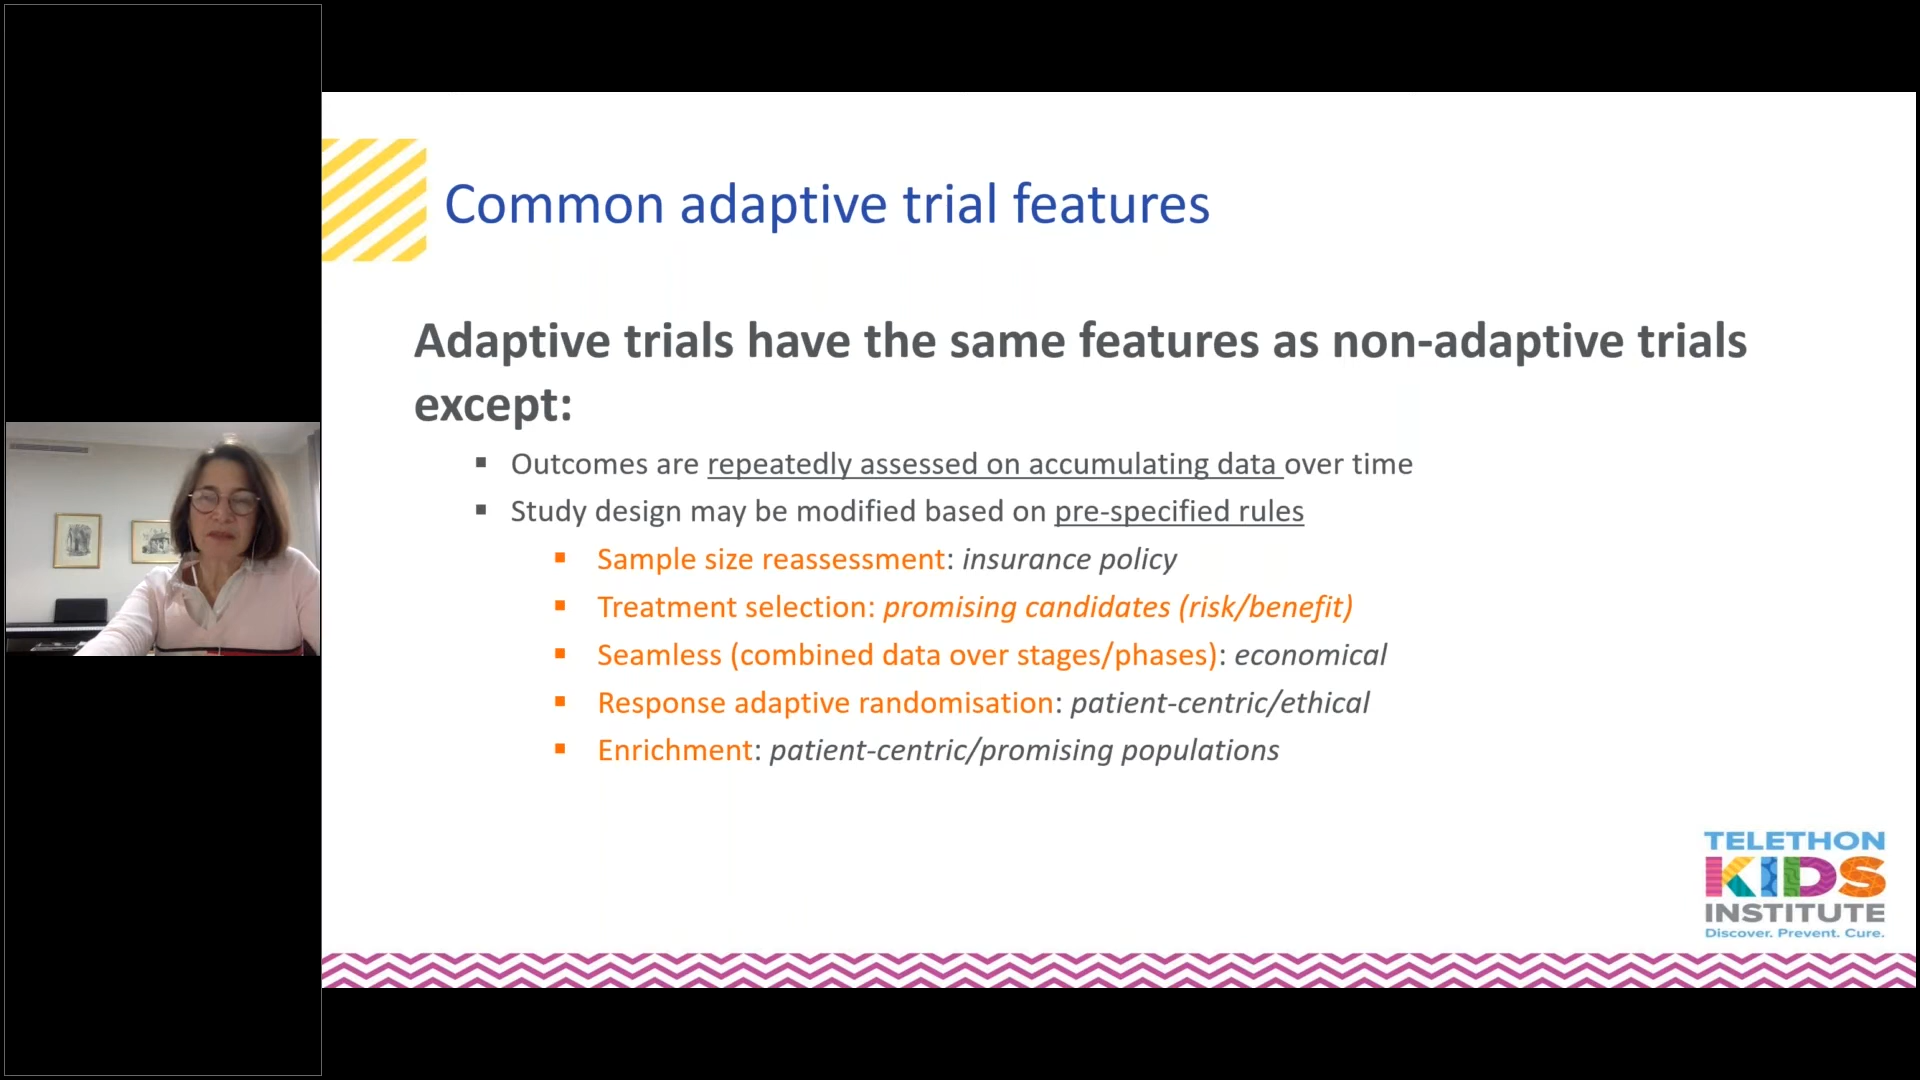 Common adaptive trial features
Adaptive trials have the same features as non-adaptive trials
except:
▪ Outcomes are repeatedly assessed on accumulating data over time
▪ Study design may be modified based on pre-specified rules
▪ Sample size reassessment: insurance policy
▪ Treatment selection: promising candidates (risk/benefit)
▪ Seamless (combined data over stages/phases): economical
▪ Response adaptive randomisation: patient-centric/ethical
▪ Enrichment: patient-centric/promising populations
TELETHON
KIDS
INSTITUTE
Discover. Prevent. Cure.